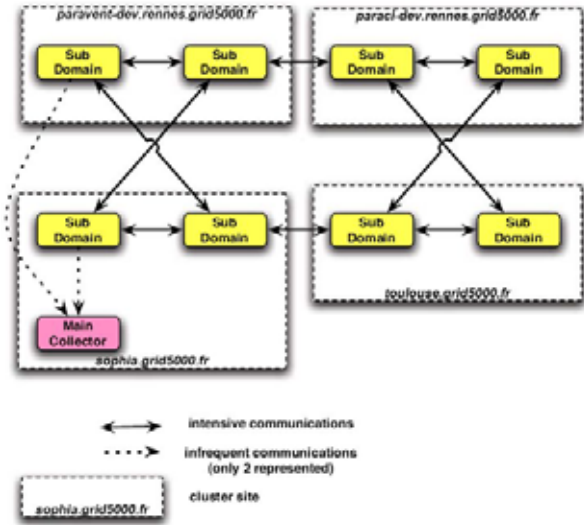 paravent-dev.rennes.grid5000.fr
paraci-dev.rennes.grid5000.fr
Sub
Domain
Sub
Domain
Sub
Domain
Sub
Domain
Sub
Domain
Sub
Domain
Sub
Domain
Sub
Domain
toulouse.grid5000.fr
Main
Collector
sophia.grid5000.fr
intensive communications
infrequent communications
(only 2 represented)
cluster site
sophia.grid5000.fr